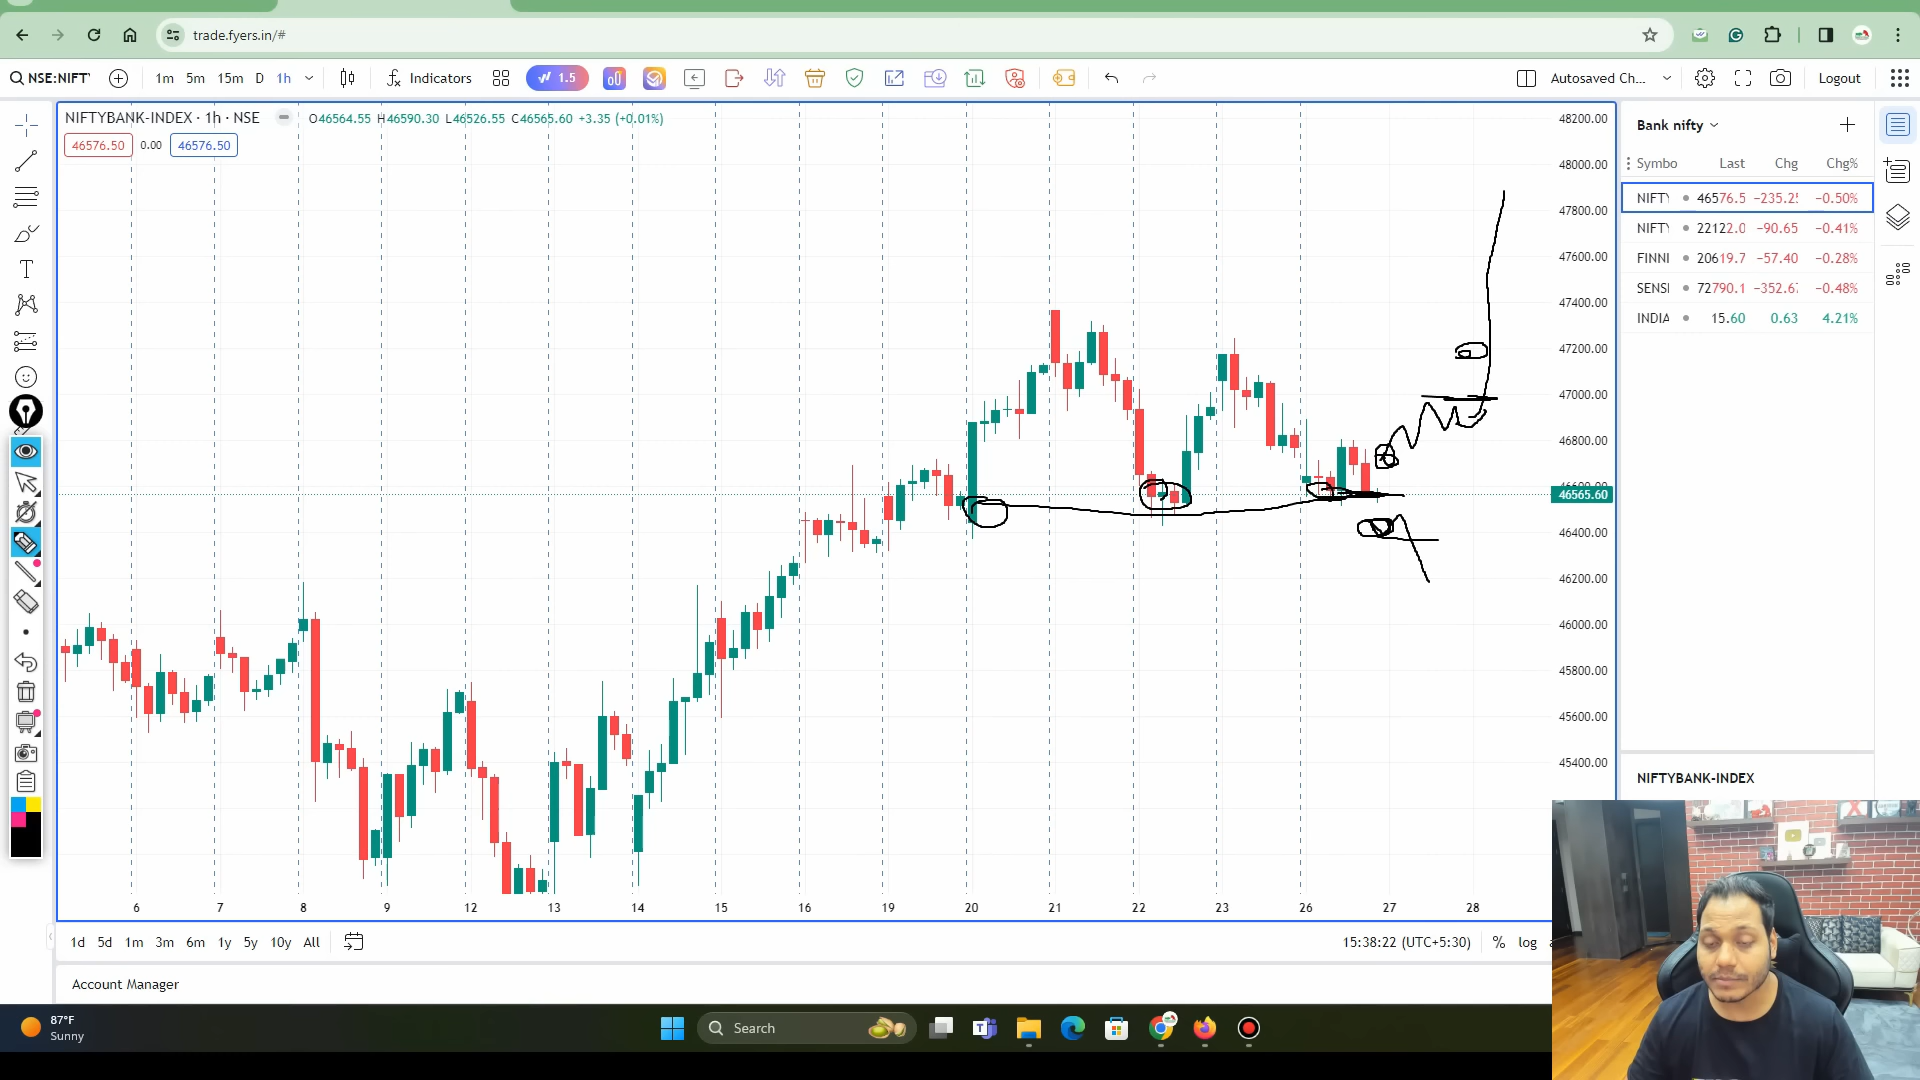 trade.fyers.in/#
NSE:NIFTY
1m 5m 15m D 1h
Indicators
1.5
Autosaved Ch...
Logout
NIFTYBANK-INDEX · 1h · NSE
O46564.55 H46590.30 L46526.55 C46565.60 +3.35 (+0.01%)
46576.50 0.00 46576.50
48200.00
48000.00
47800.00
47600.00
47400.00
47200.00
47000.00
46800.00
46565.60
46400.00
46200.00
46000.00
45800.00
45600.00
45400.00
6 7 8 9 12 13 14 15 16 19 20 21 22 23 26 27 28
1d 5d 1m 3m 6m 1y 5y 10y All
15:38:22 (UTC+5:30) % log
Account Manager
Bank nifty
Symbo Last Chg Chg%
NIFTY 46576.5 −235.25 −0.50%
NIFTY 22122.0 −90.65 −0.41%
FINNI 20619.7 −57.40 −0.28%
SENSI 72790.1 −352.67 −0.48%
INDIA 15.60 0.63 4.21%
NIFTYBANK-INDEX
87°F
Sunny
Search